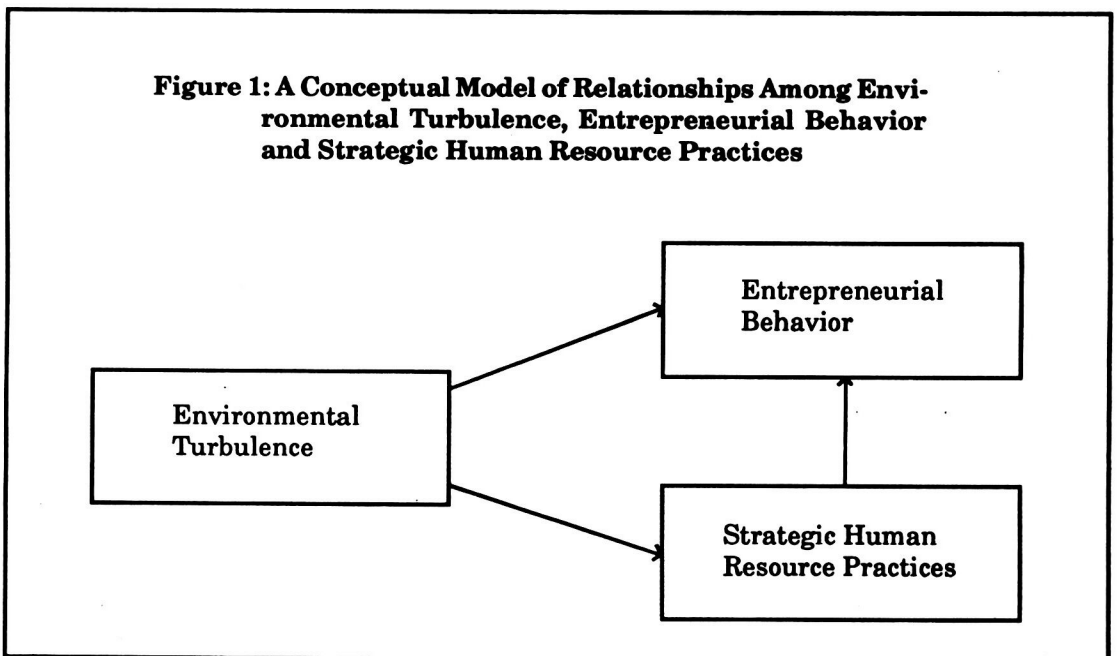 Figure 1: A Conceptual Model of Relationships Among Envi-
ronmental Turbulence, Entrepreneurial Behavior
and Strategic Human Resource Practices
Entrepreneurial
Behavior
Environmental
Turbulence
Strategic Human
Resource Practices